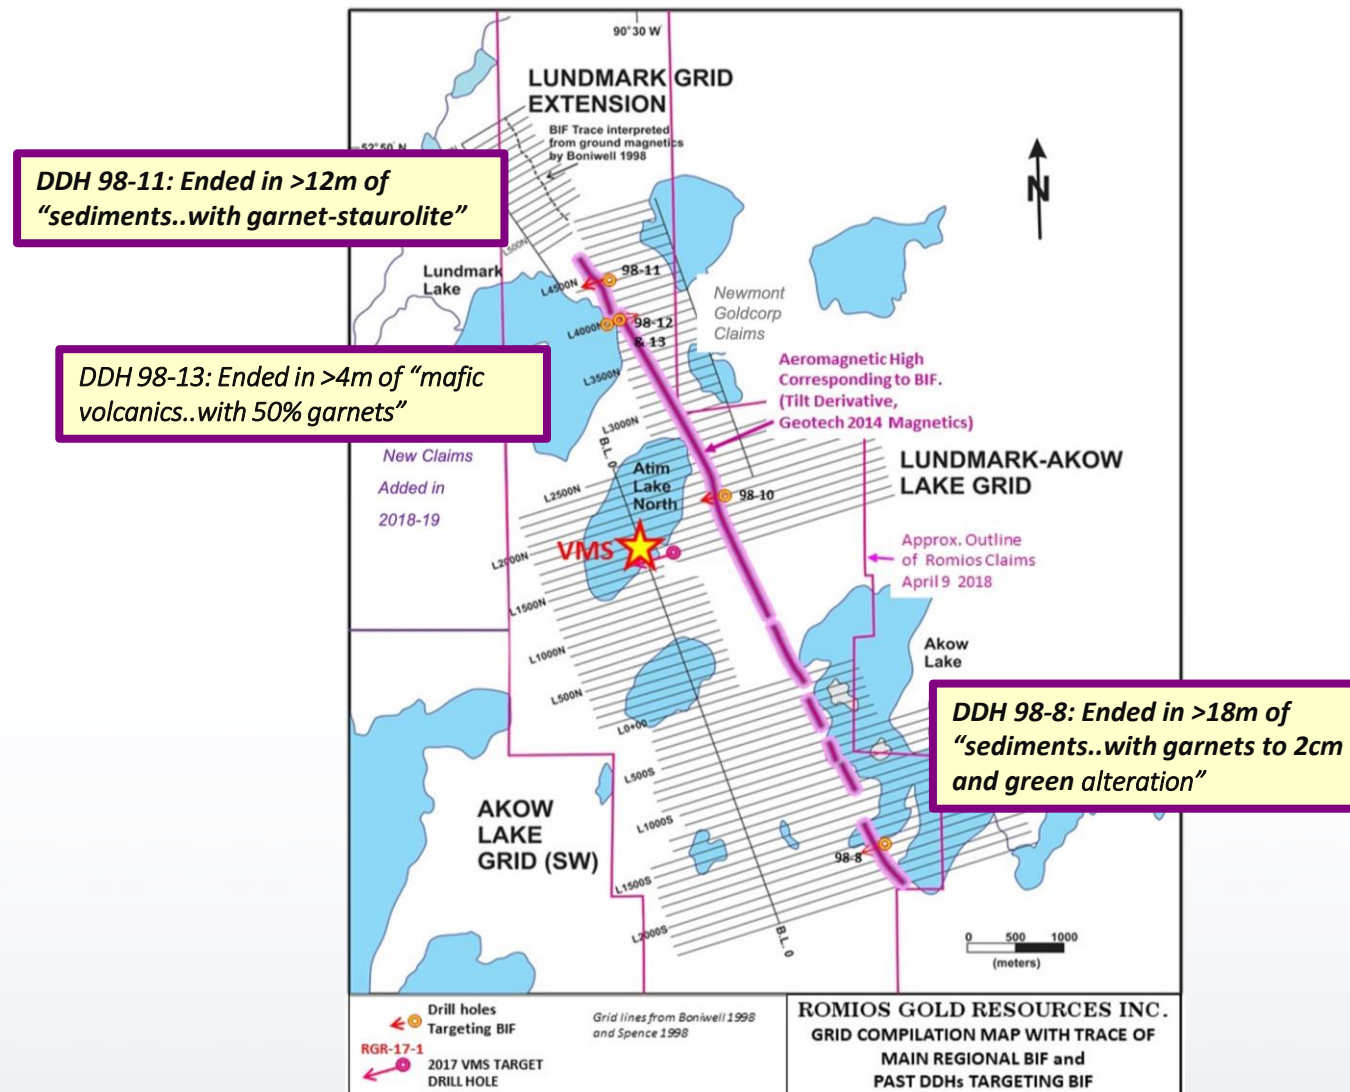 90°30 W
LUNDMARK GRID
EXTENSION
BIF Trace interpreted
from ground magnetics
by Boniwell 1998
52°50' N
N
DDH 98-11: Ended in >12m of
“sediments..with garnet-staurolite”
L500N
Lundmark
Lake
L4500N
98-11
Newmont
Goldcorp
Claims
L4000N
98-12
& 13
DDH 98-13: Ended in >4m of “mafic
volcanics..with 50% garnets”
L3500N
Aeromagnetic High
Corresponding to BIF.
(Tilt Derivative,
Geotech 2014 Magnetics)
L3000N
B.L. 0
New Claims
Added in
2018-19
Atim
Lake
North
LUNDMARK-AKOW
LAKE GRID
L2500N
98-10
VMS
L2000N
Approx. Outline
of Romios Claims
April 9 2018
L1500N
L1000N
Akow
Lake
L500N
L0+00
DDH 98-8: Ended in >18m of
“sediments..with garnets to 2cm
and green alteration”
L500S
AKOW
LAKE
GRID (SW)
L1000S
98-8
L1500S
L2000S
B.L. 0
0 500 1000
(meters)
Drill holes
Targeting BIF
RGR-17-1
2017 VMS TARGET
DRILL HOLE
Grid lines from Boniwell 1998
and Spence 1998
ROMIOS GOLD RESOURCES INC.
GRID COMPILATION MAP WITH TRACE OF
MAIN REGIONAL BIF and
PAST DDHs TARGETING BIF